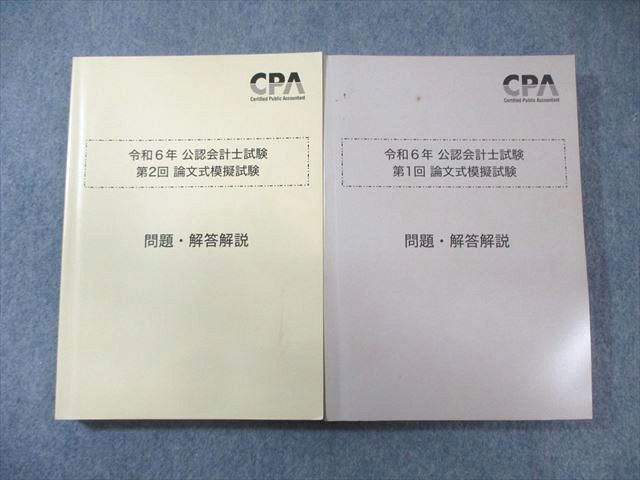 CPA
Certified Public Accountant
令和6年 公認会計士試験
第2回 論文式模擬試験
問題・解答解説
CPA
Certified Public Accountant
令和6年 公認会計士試験
第1回 論文式模擬試験
問題・解答解説